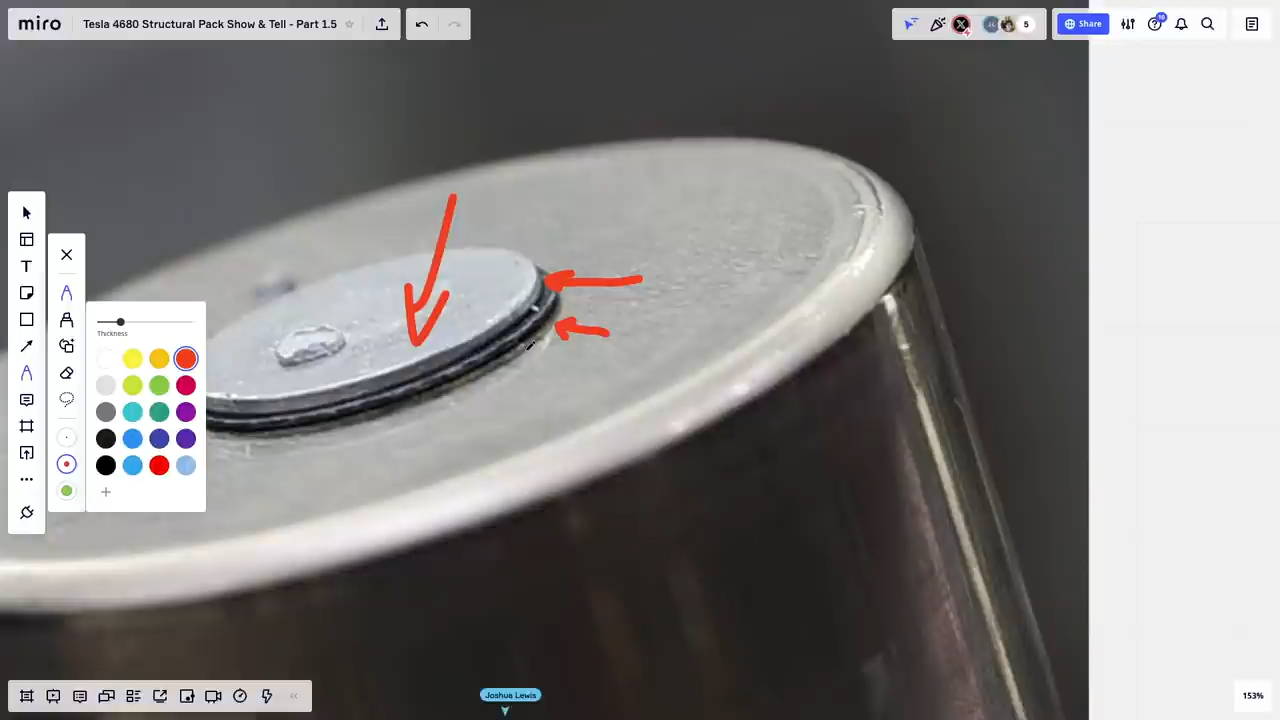 miro
Tesla 4680 Structural Pack Show & Tell - Part 1.5
5
Share
Thickness
Joshua Lewis
153%